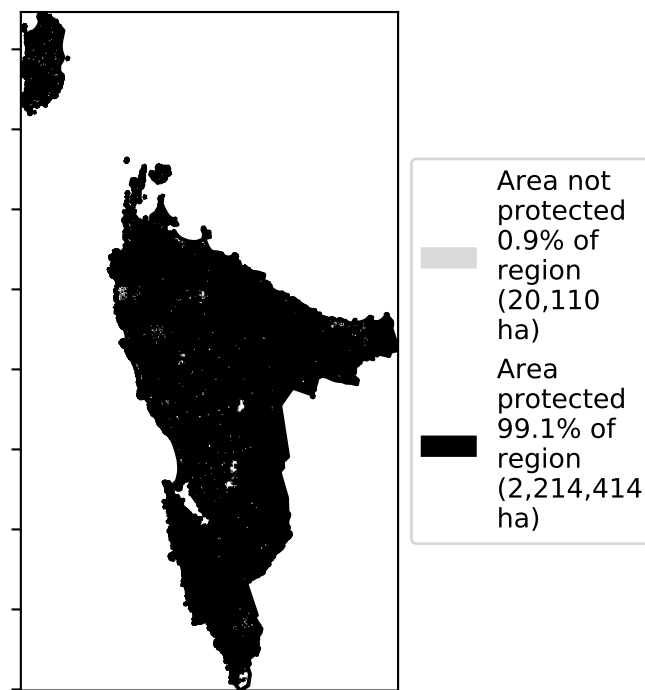 Area not
protected
0.9% of
region
(20,110
ha)
Area
protected
99.1% of
region
(2,214,414
ha)